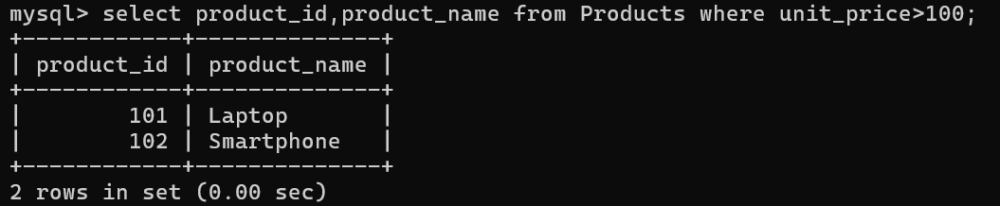 mysql> select product_id,product_name from Products where unit_price>100;
+------------+--------------+
| product_id | product_name |
+------------+--------------+
|        101 | Laptop       |
|        102 | Smartphone   |
+------------+--------------+
2 rows in set (0.00 sec)